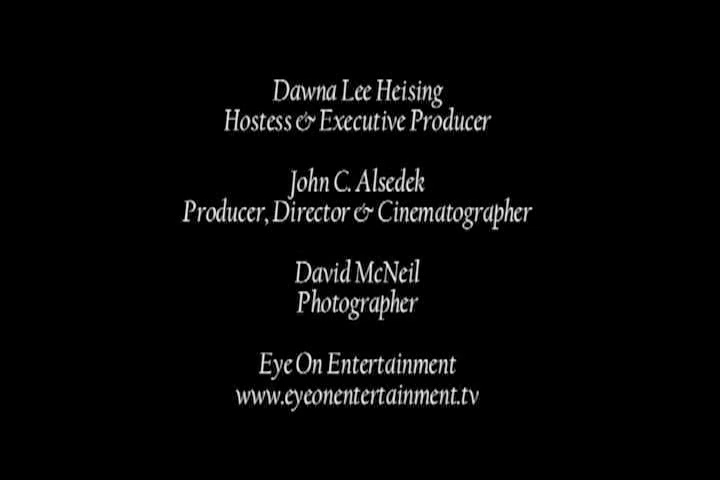 Dawna Lee Heising
Hostess & Executive Producer
John C. Alsedek
Producer, Director & Cinematographer
David McNeil
Photographer
Eye On Entertainment
www.eyeonentertainment.tv